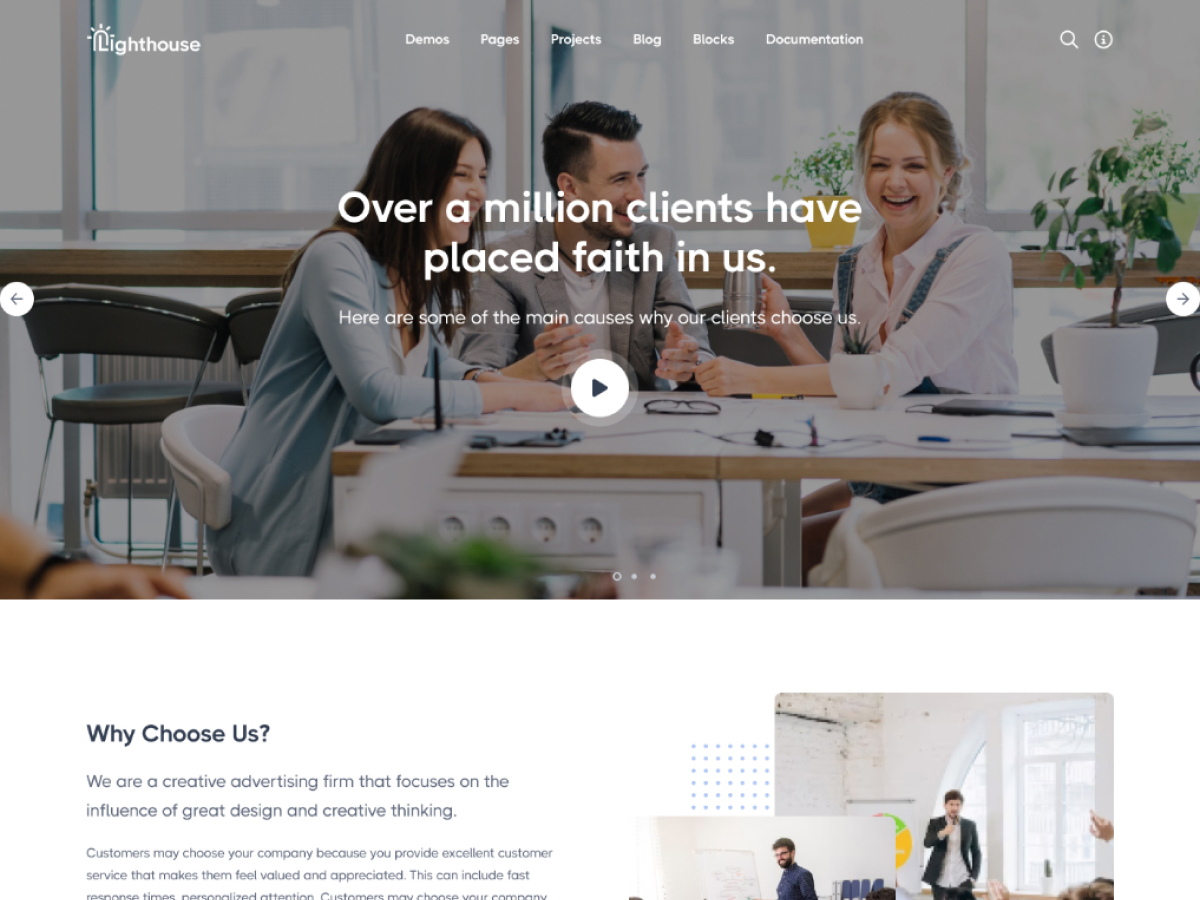 Lighthouse
Demos Pages Projects Blog Blocks Documentation
Over a million clients have
placed faith in us.
Here are some of the main causes why our clients choose us.
Why Choose Us?
We are a creative advertising firm that focuses on the
influence of great design and creative thinking.
Customers may choose your company because you provide excellent customer
service that makes them feel valued and appreciated. This can include fast
response times, personalized attention. Customers may choose your company